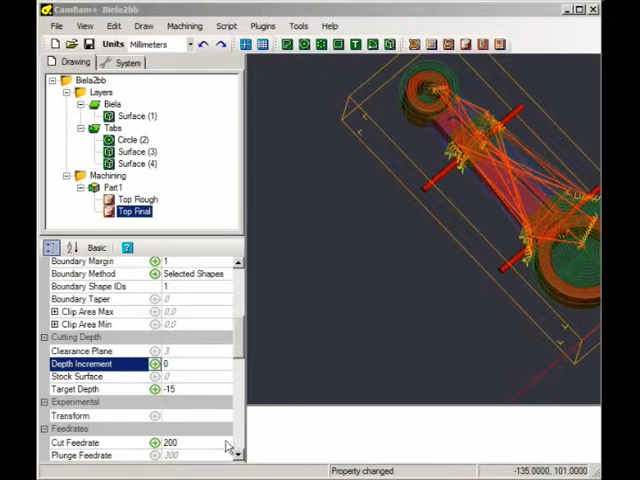 CamBam+ Biela2bb
File View Edit Draw Machining Script Plugins Tools Help
Units Millimeters
Drawing System
Biela2bb
Layers
Biela
Surface (1)
Tabs
Circle (2)
Surface (3)
Surface (4)
Machining
Part1
Top Rough
Top Final
Basic
Boundary Margin 1
Boundary Method Selected Shapes
Boundary Shape IDs 1
Boundary Taper 0
Clip Area Max 0,0
Clip Area Min 0,0
Cutting Depth
Clearance Plane 3
Depth Increment 0
Stock Surface 0
Target Depth -15
Experimental
Transform
Feedrates
Cut Feedrate 200
Plunge Feedrate 300
Property changed -135.0000, 101.0000